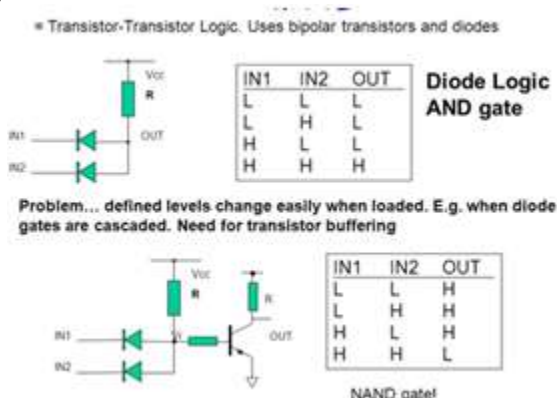 = Transistor-Transistor Logic. Uses bipolar transistors and diodes
Vcc
R
IN1
OUT
IN2
IN1 IN2 OUT
L L L
L H L
H L L
H H H
Diode Logic
AND gate
Problem... defined levels change easily when loaded. E.g. when diode
gates are cascaded. Need for transistor buffering
Vcc
R
R
IN1
OUT
IN2
IN1 IN2 OUT
L L H
L H H
H L H
H H L
NAND gate!